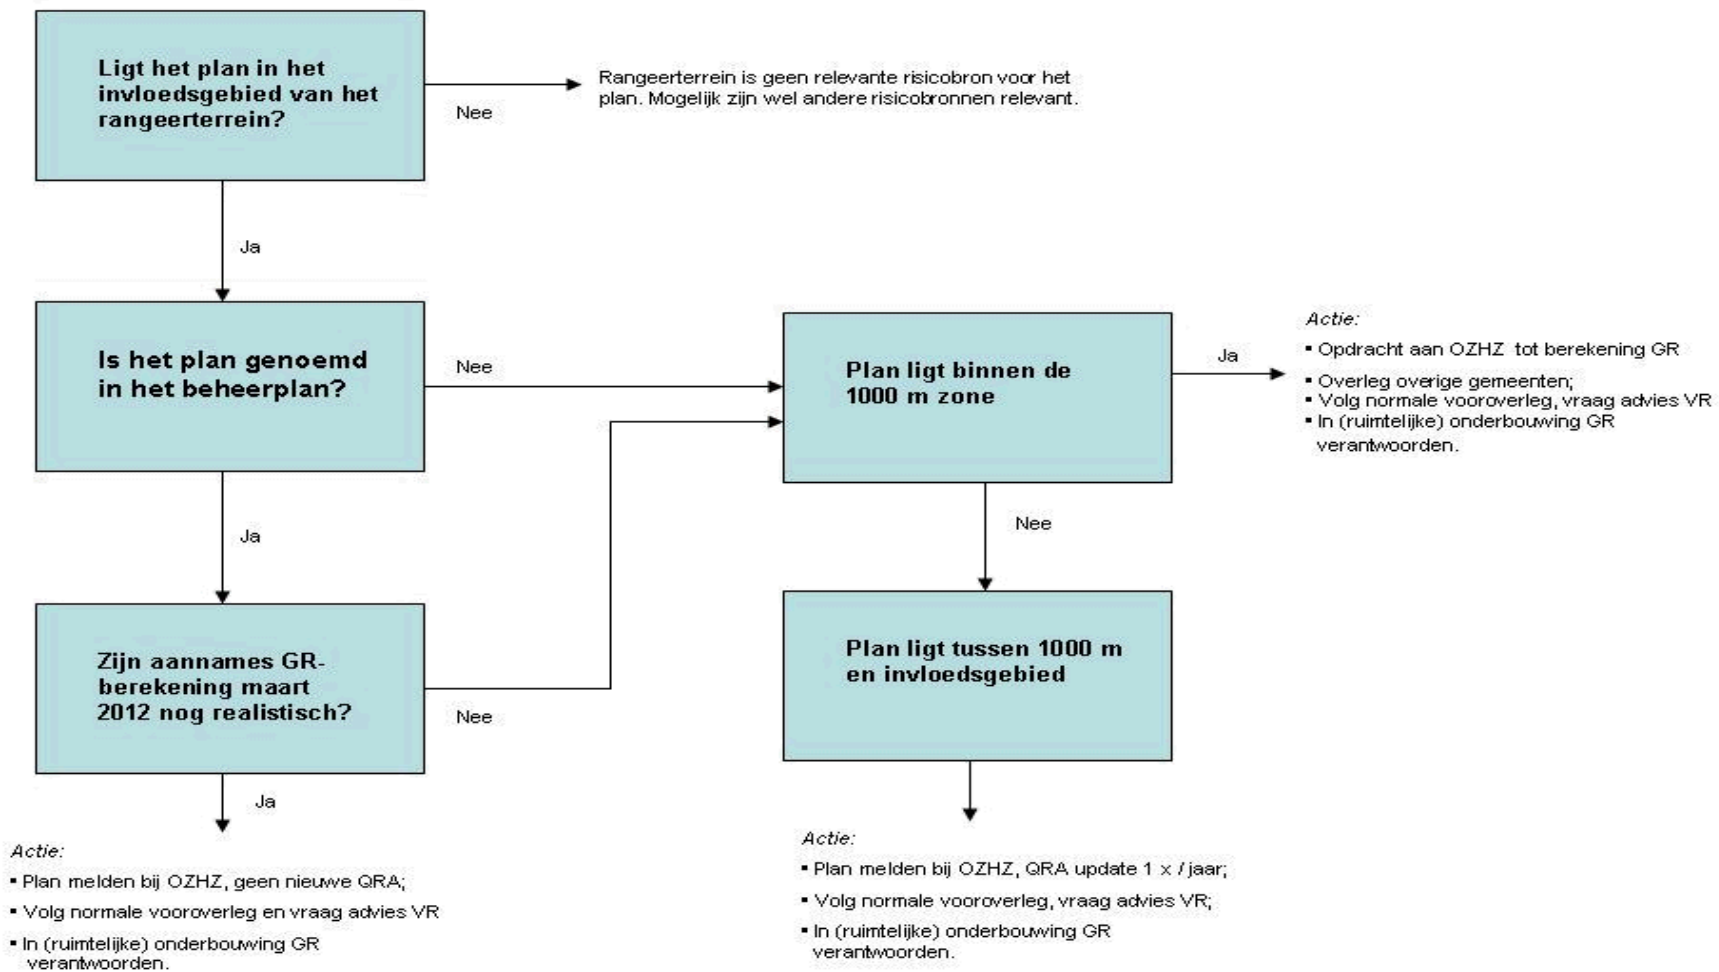 Ligt het plan in het
invloedsgebied van het
rangeerterrein?
Nee
Rangeerterrein is geen relevante risicobron voor het
plan. Mogelijk zijn wel andere risicobronnen relevant.
Ja
Is het plan genoemd
in het beheerplan?
Nee
Plan ligt binnen de
1000 m zone
Ja
Actie:
▪ Opdracht aan OZHZ tot berekening GR
▪ Overleg overige gemeenten;
▪ Volg normale vooroverleg, vraag advies VR
▪ In (ruimtelijke) onderbouwing GR
verantwoorden.
Ja
Nee
Zijn aannames GR-
berekening maart
2012 nog realistisch?
Nee
Plan ligt tussen 1000 m
en invloedsgebied
Ja
Actie:
▪ Plan melden bij OZHZ, geen nieuwe QRA;
▪ Volg normale vooroverleg en vraag advies VR
▪ In (ruimtelijke) onderbouwing GR
verantwoorden.
Actie:
▪ Plan melden bij OZHZ, QRA update 1 x / jaar;
▪ Volg normale vooroverleg, vraag advies VR;
▪ In (ruimtelijke) onderbouwing GR
verantwoorden.